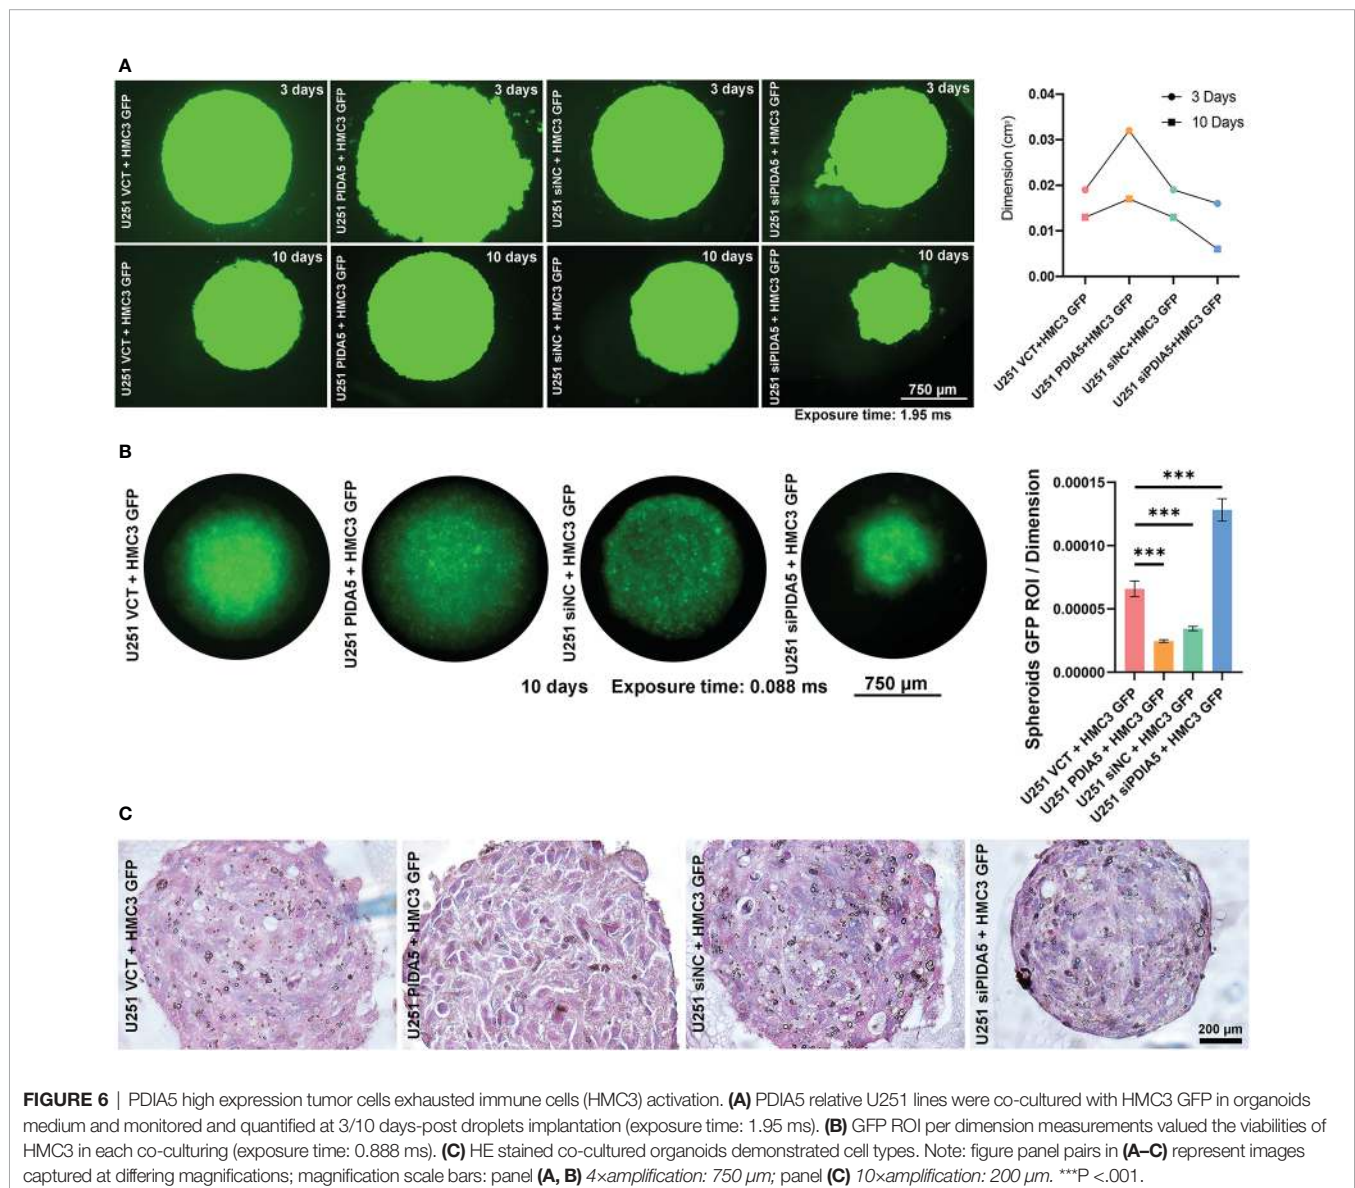 A
3 days
3 days
3 days
3 days
U251 VCT + HMC3 GFP
U251 PIDA5 + HMC3 GFP
U251 siNC + HMC3 GFP
U251 siPIDA5 + HMC3 GFP
10 days
10 days
10 days
10 days
U251 VCT + HMC3 GFP
U251 PIDA5 + HMC3 GFP
U251 siNC + HMC3 GFP
U251 siPIDA5 + HMC3 GFP
750 µm
Exposure time: 1.95 ms
Dimension (cm²)
0.04
0.03
0.02
0.01
0.00
3 Days
10 Days
U251 VCT+HMC3 GFP
U251 PDIA5+HMC3 GFP
U251 siNC+HMC3 GFP
U251 siPDIA5+HMC3 GFP
B
U251 VCT + HMC3 GFP
U251 PIDA5 + HMC3 GFP
U251 siNC + HMC3 GFP
U251 siPIDA5 + HMC3 GFP
10 days Exposure time: 0.088 ms 750 µm
Spheroids GFP ROI / Dimension
0.00015
0.00010
0.00005
0.00000
***
***
***
U251 VCT + HMC3 GFP
U251 PDIA5 + HMC3 GFP
U251 siNC + HMC3 GFP
U251 siPDIA5 + HMC3 GFP
C
U251 VCT + HMC3 GFP
U251 PIDA5 + HMC3 GFP
U251 siNC + HMC3 GFP
U251 siPIDA5 + HMC3 GFP
200 µm
FIGURE 6 | PDIA5 high expression tumor cells exhausted immune cells (HMC3) activation. (A) PDIA5 relative U251 lines were co-cultured with HMC3 GFP in organoids
medium and monitored and quantified at 3/10 days-post droplets implantation (exposure time: 1.95 ms). (B) GFP ROI per dimension measurements valued the viabilities of
HMC3 in each co-culturing (exposure time: 0.888 ms). (C) HE stained co-cultured organoids demonstrated cell types. Note: figure panel pairs in (A–C) represent images
captured at differing magnifications; magnification scale bars: panel (A, B) 4×amplification: 750 µm; panel (C) 10×amplification: 200 µm. ***P <.001.